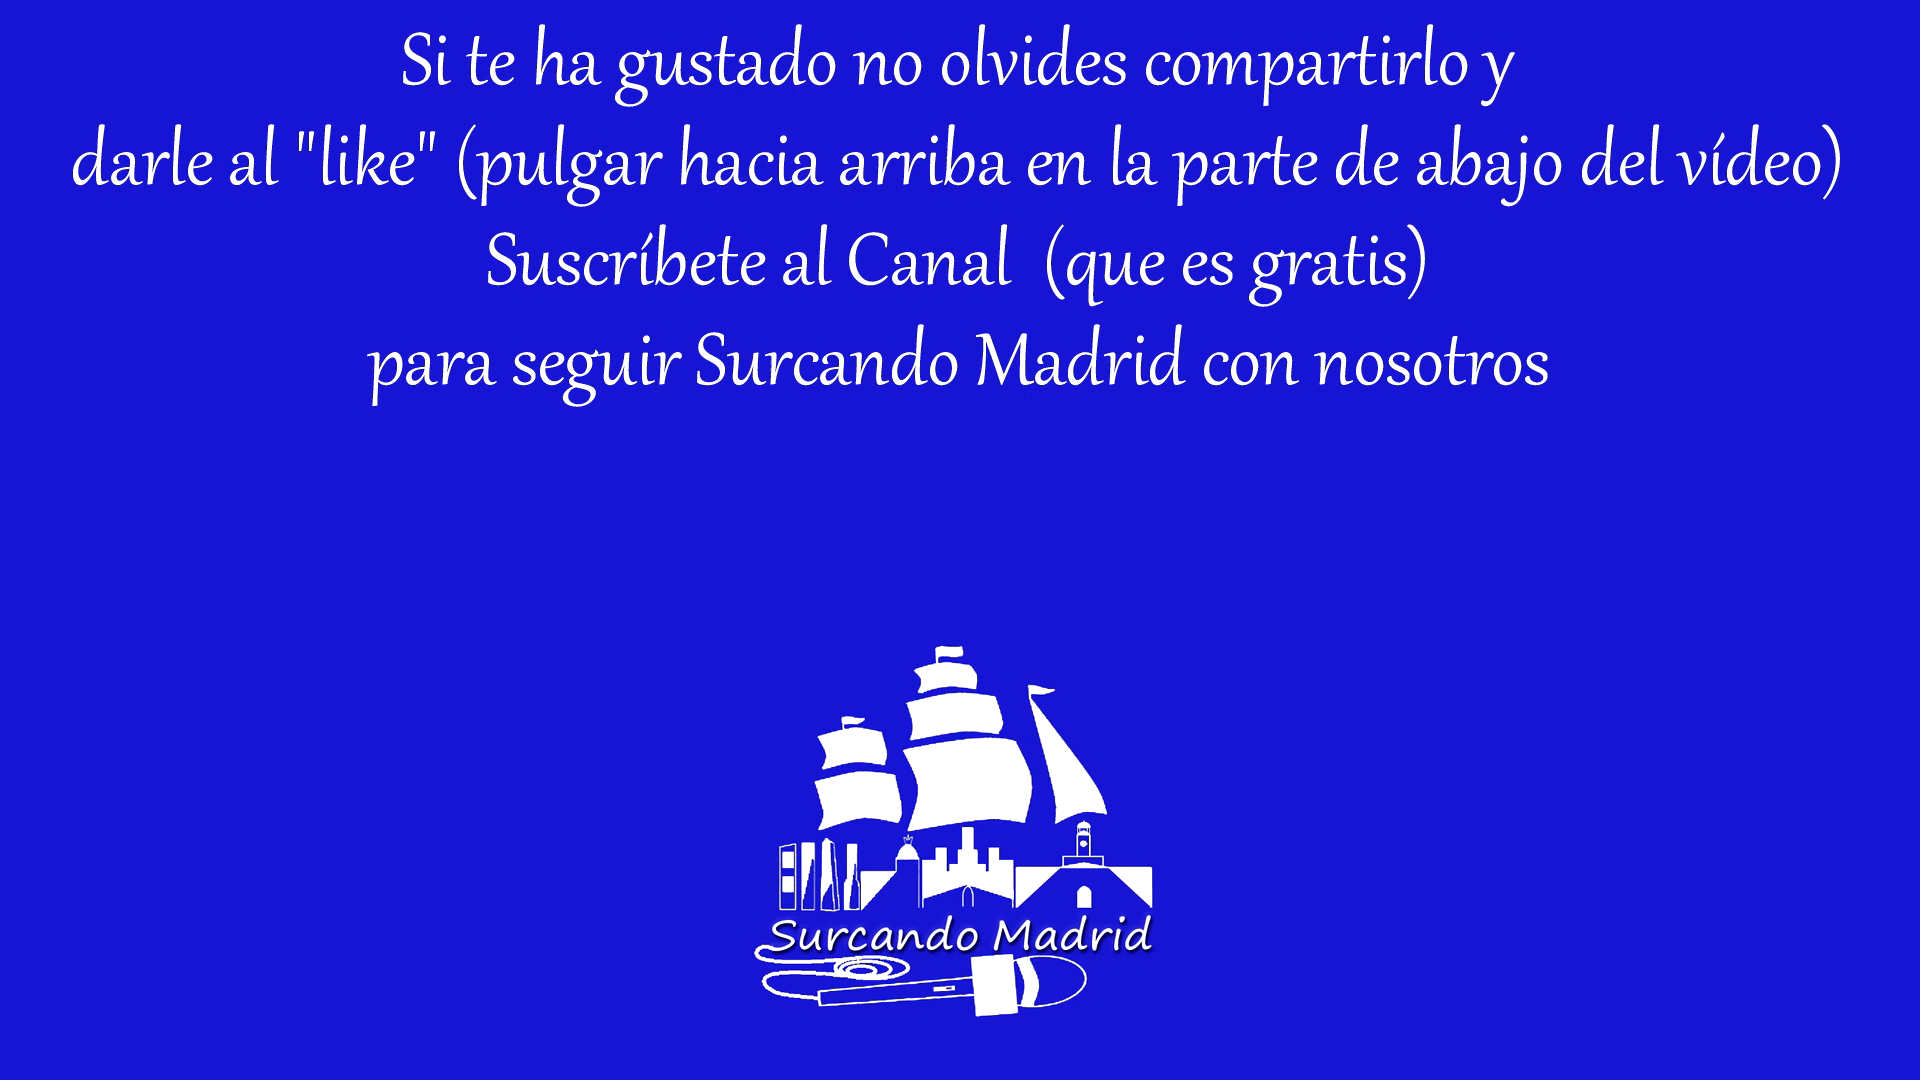 Si te ha gustado no olvides compartirlo y
darle al "like" (pulgar hacia arriba en la parte de abajo del vídeo)
Suscríbete al Canal  (que es gratis)
para seguir Surcando Madrid con nosotros
Surcando Madrid